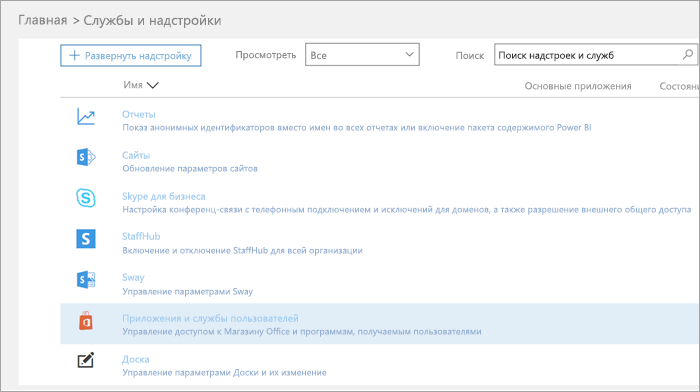 Главная > Службы и надстройки
+ Развернуть надстройку Просмотреть Все Поиск Поиск надстроек и служб
Имя Основные приложения Состояни
Отчеты
Показ анонимных идентификаторов вместо имен во всех отчетах или включение пакета содержимого Power BI
Сайты
Обновление параметров сайтов
Skype для бизнеса
Настройка конференц-связи с телефонным подключением и исключений для доменов, а также разрешение внешнего общего доступа
StaffHub
Включение и отключение StaffHub для всей организации
Sway
Управление параметрами Sway
Приложения и службы пользователей
Управление доступом к Магазину Office и программам, получаемым пользователями
Доска
Управление параметрами Доски и их изменение